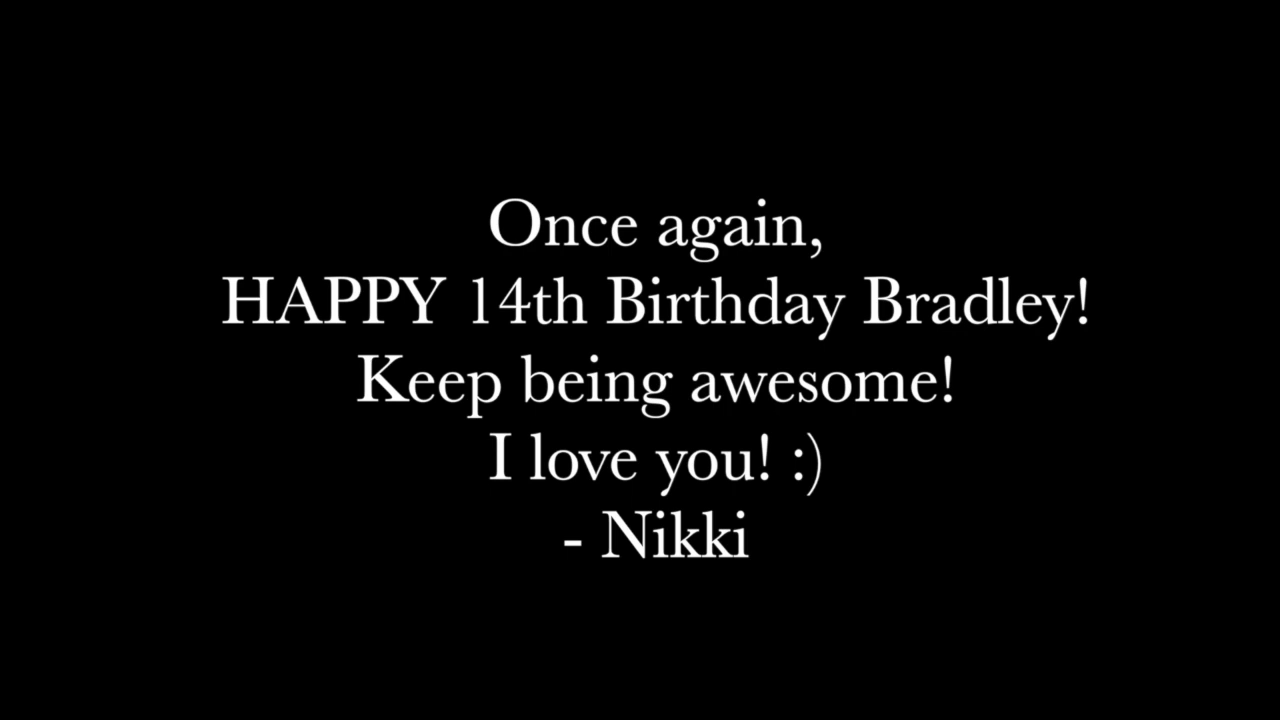 Once again,
HAPPY 14th Birthday Bradley!
Keep being awesome!
I love you! :)
- Nikki